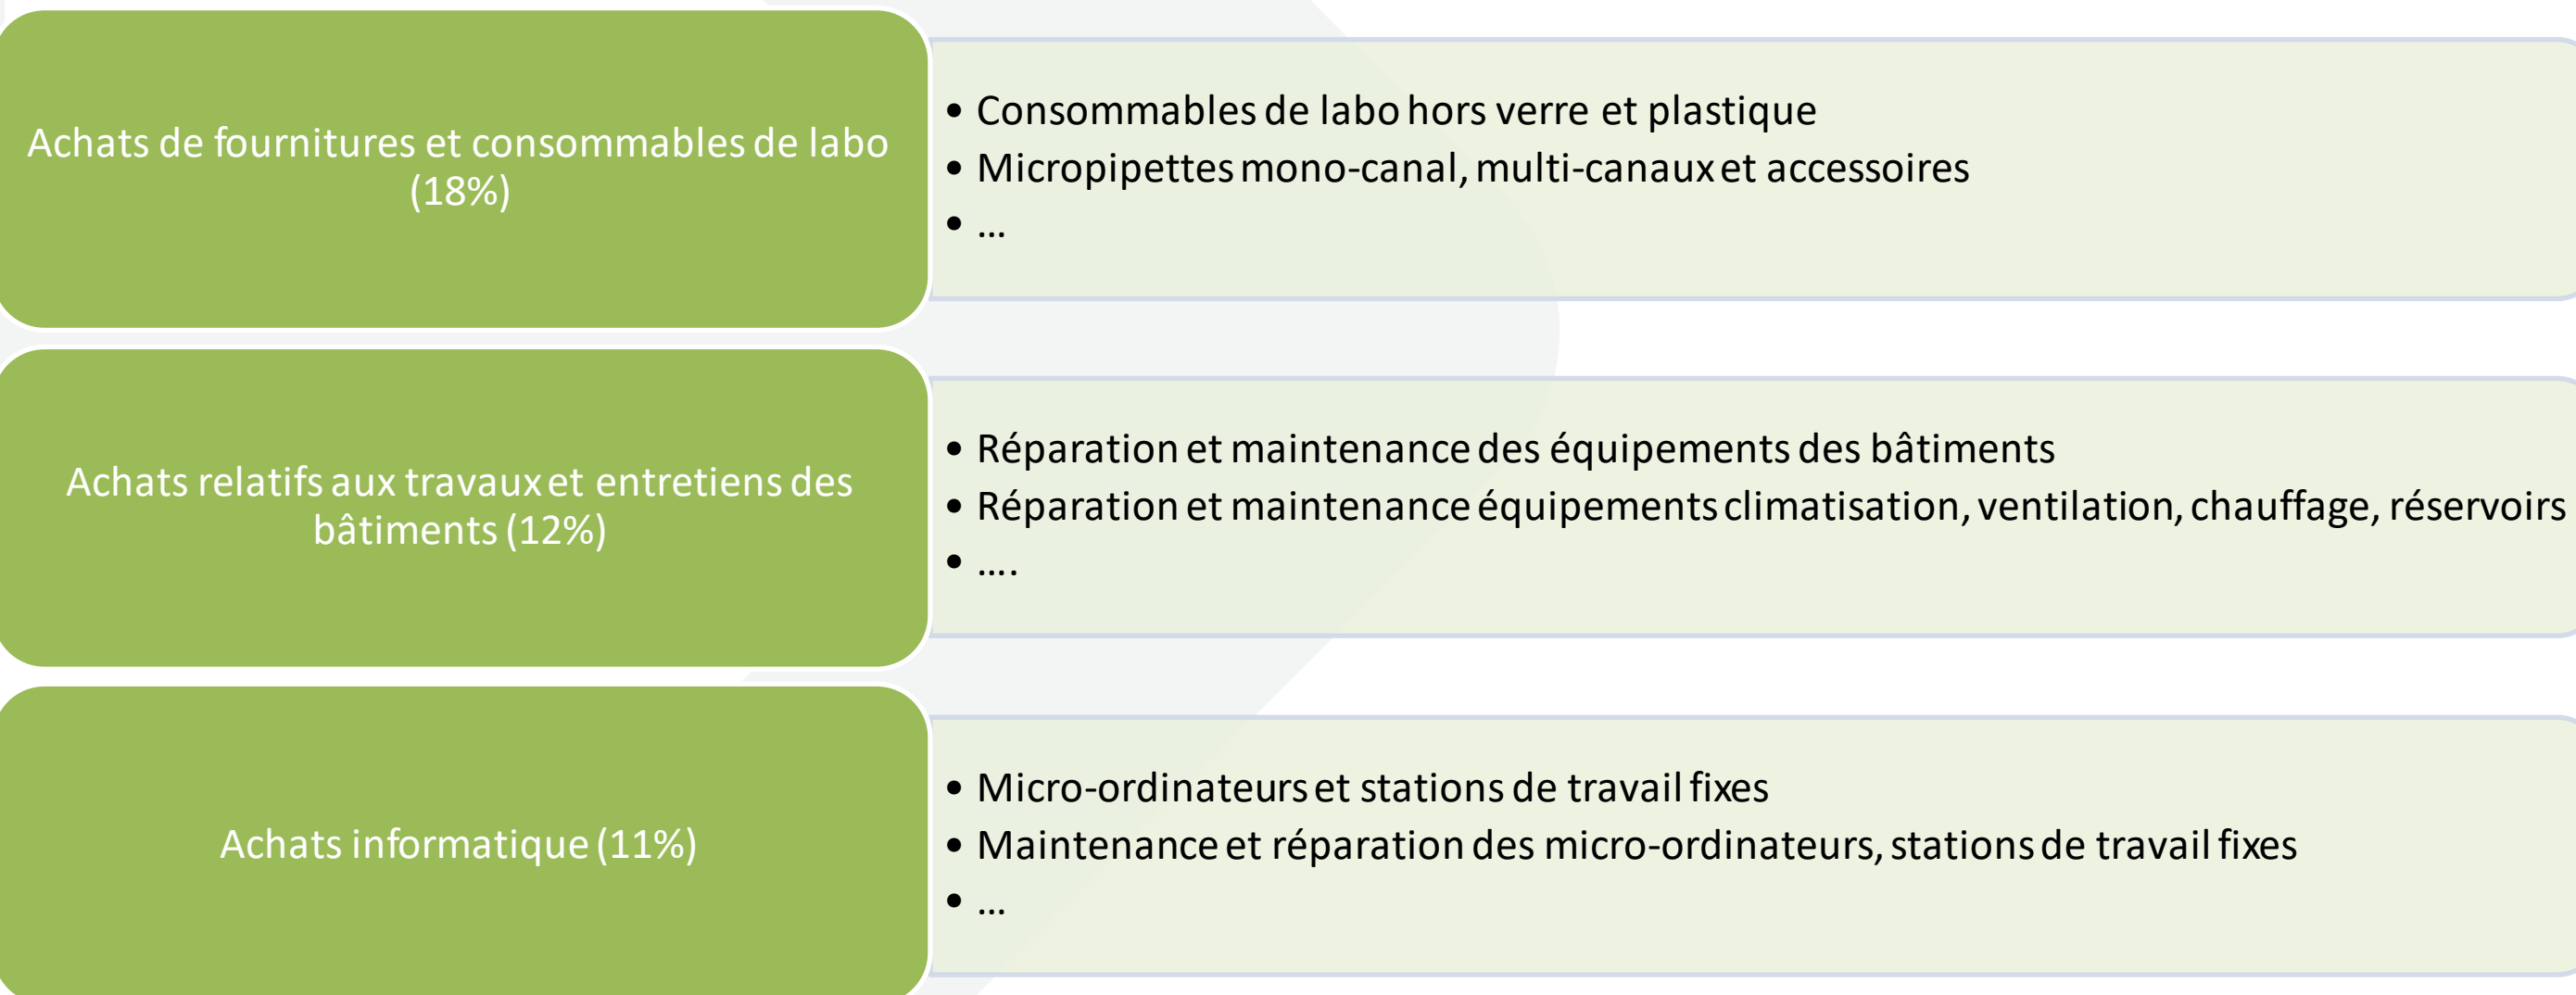 Achats de fournitures et consommables de labo
(18%)
• Consommables de labo hors verre et plastique
• Micropipettes mono-canal, multi-canaux et accessoires
• ...
Achats relatifs aux travaux et entretiens des
bâtiments (12%)
• Réparation et maintenance des équipements des bâtiments
• Réparation et maintenance équipements climatisation, ventilation, chauffage, réservoirs
• ....
Achats informatique (11%)
• Micro-ordinateurs et stations de travail fixes
• Maintenance et réparation des micro-ordinateurs, stations de travail fixes
• ...